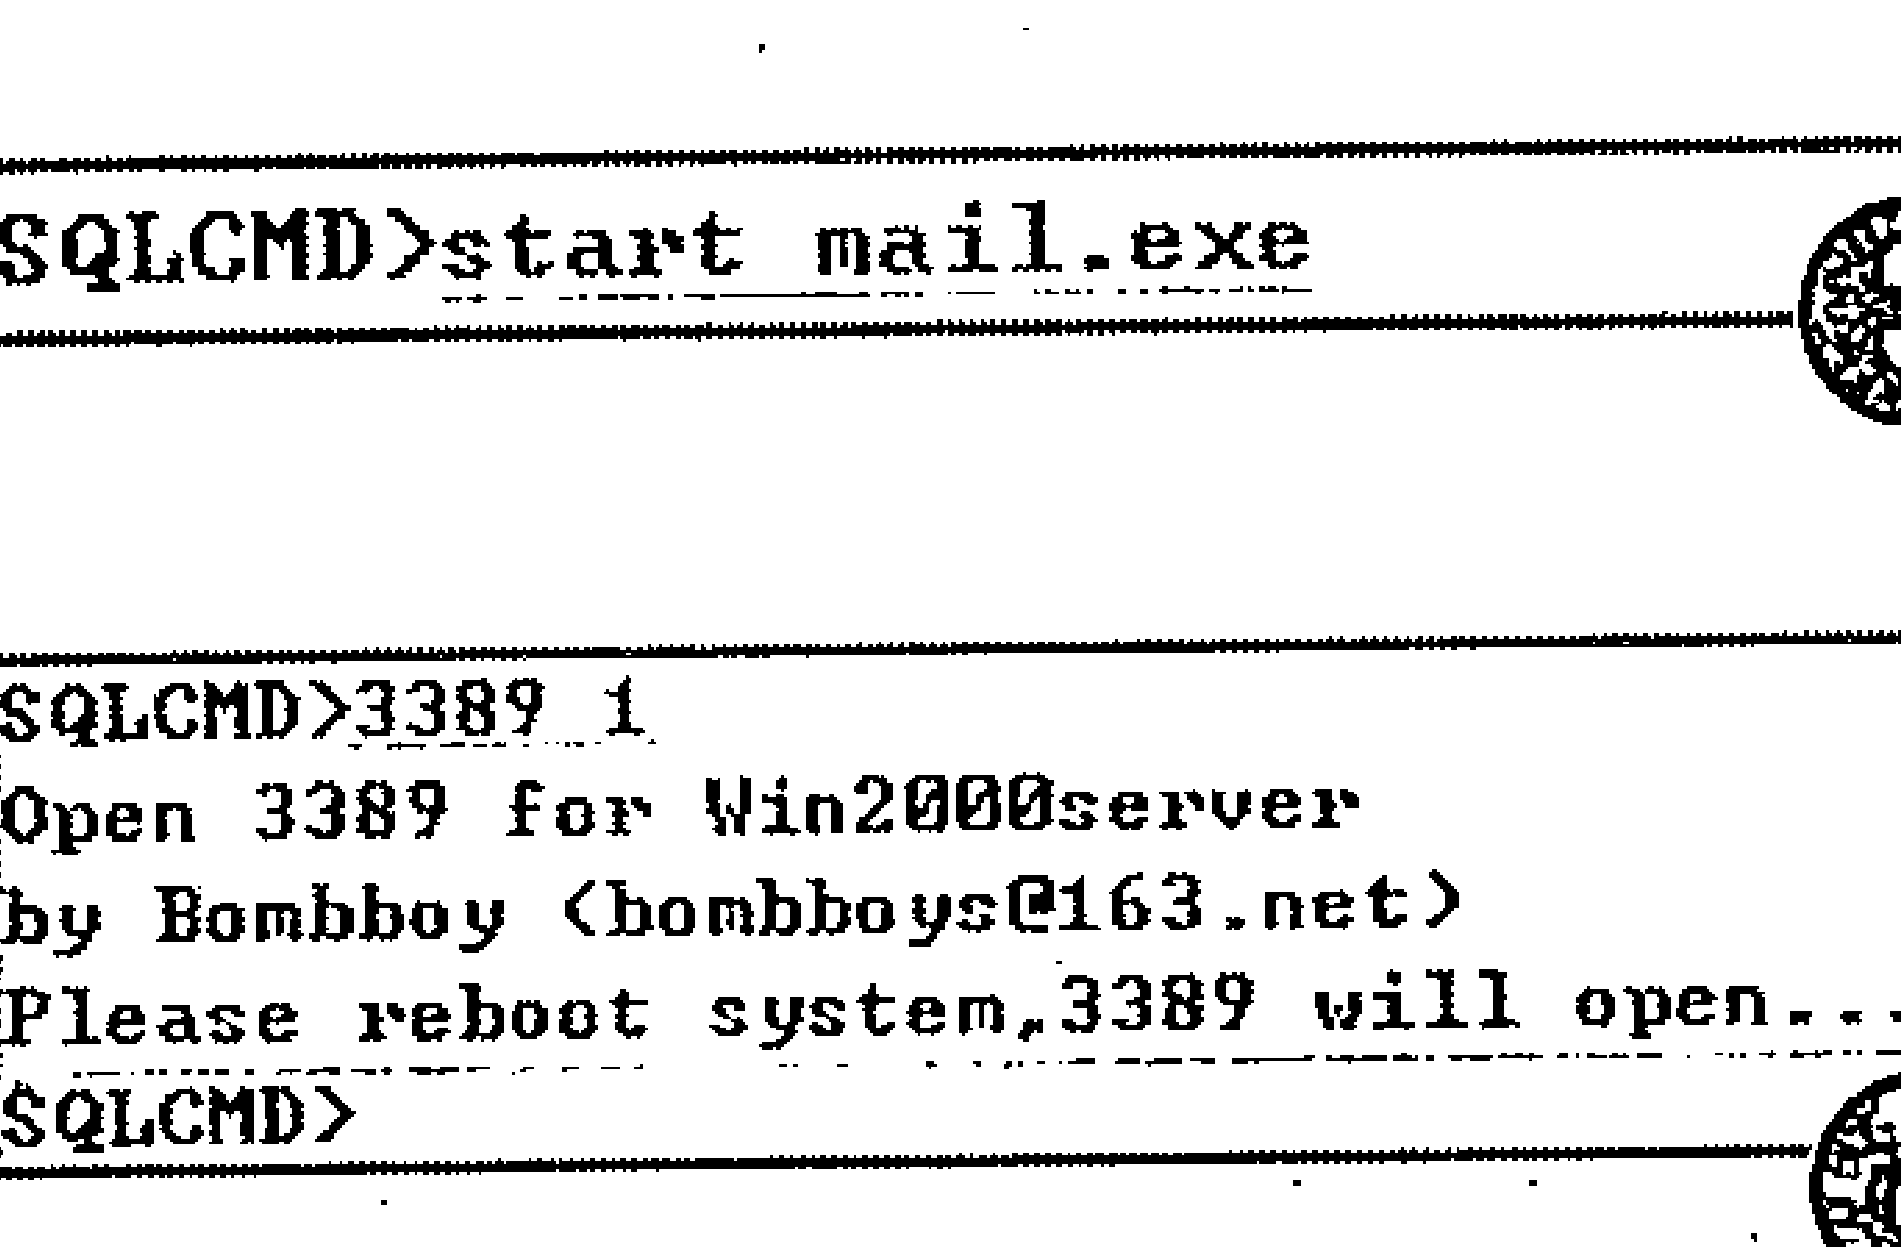 SQLCMD>start mail.exe
SQLCMD>3389 1
Open 3389 for Win2000server
by Bombboy (bombboys@163.net)
Please reboot system,3389 will open...
SQLCMD>